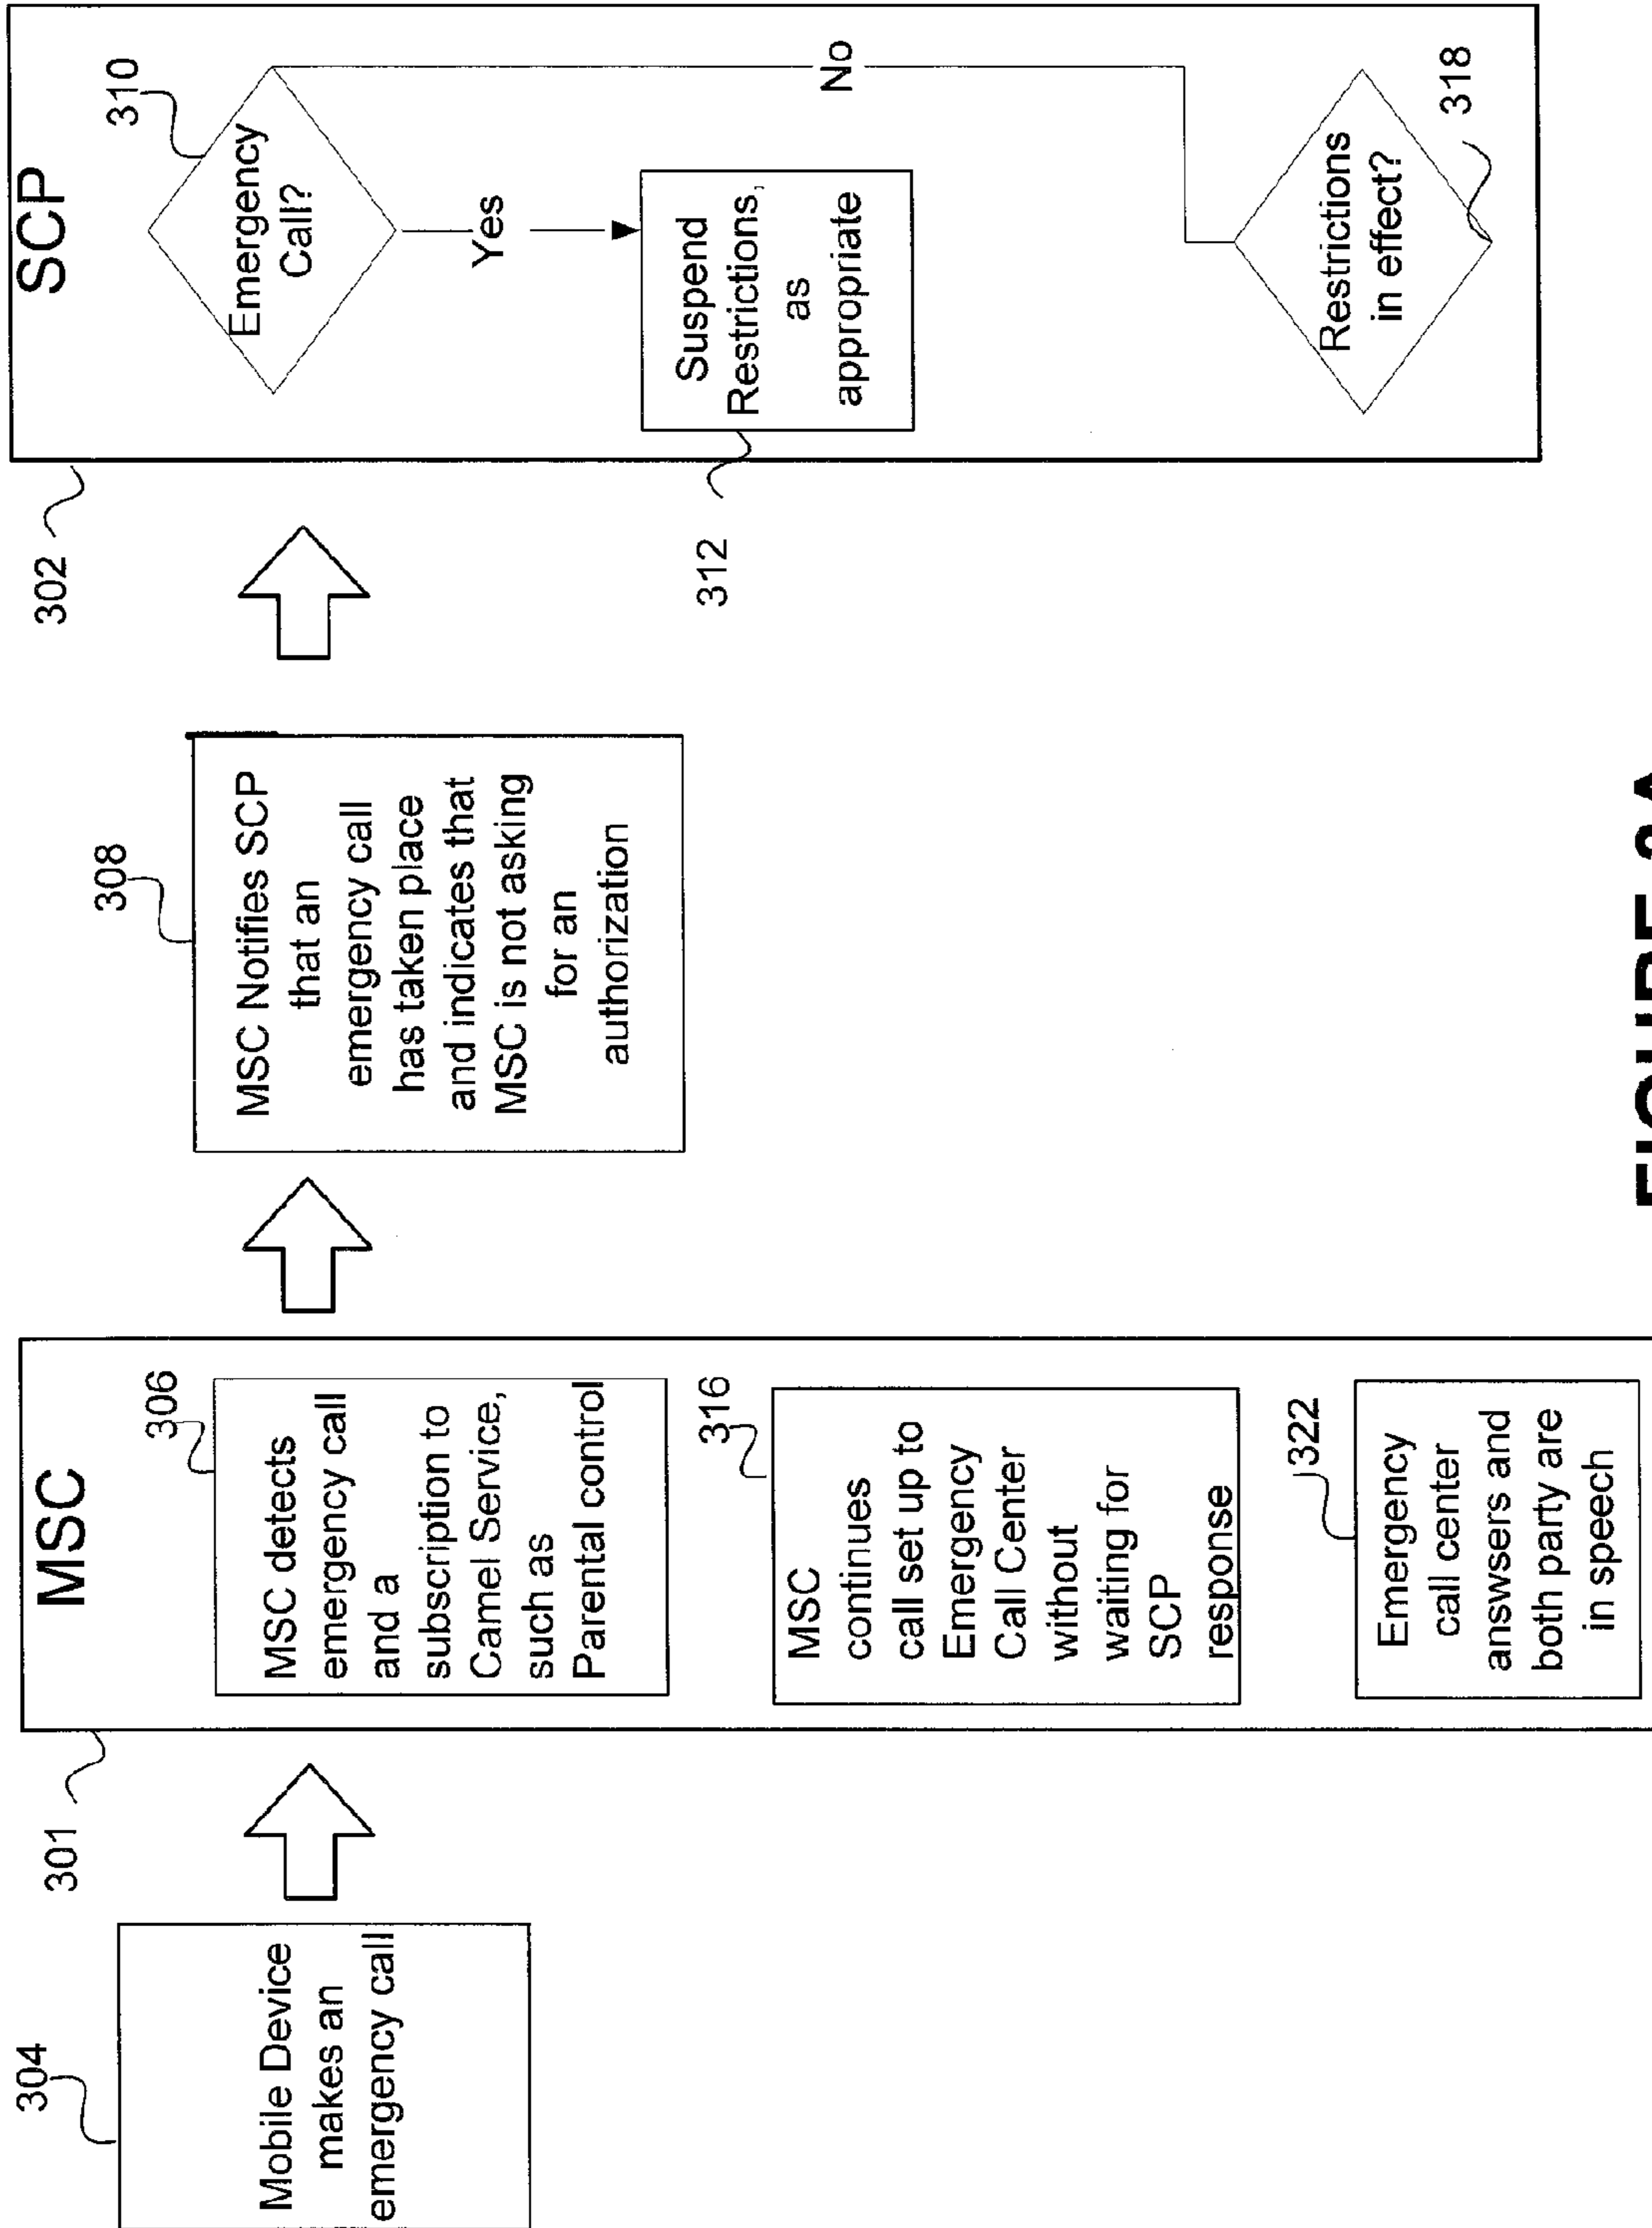 304
Mobile Device
makes an
emergency call
301
MSC
306
MSC detects
emergency call
and a
subscription to
Camel Service,
such as
Parental control
316
MSC
continues
call set up to
Emergency
Call Center
without
waiting for
SCP
response
322
Emergency
call center
answsers and
both party are
in speech
308
MSC Notifies SCP
that an
emergency call
has taken place
and indicates that
MSC is not asking
for an
authorization
302
SCP
310
Emergency
Call?
Yes
No
312
Suspend
Restrictions,
as
appropriate
Restrictions
in effect?
318
FIGURE